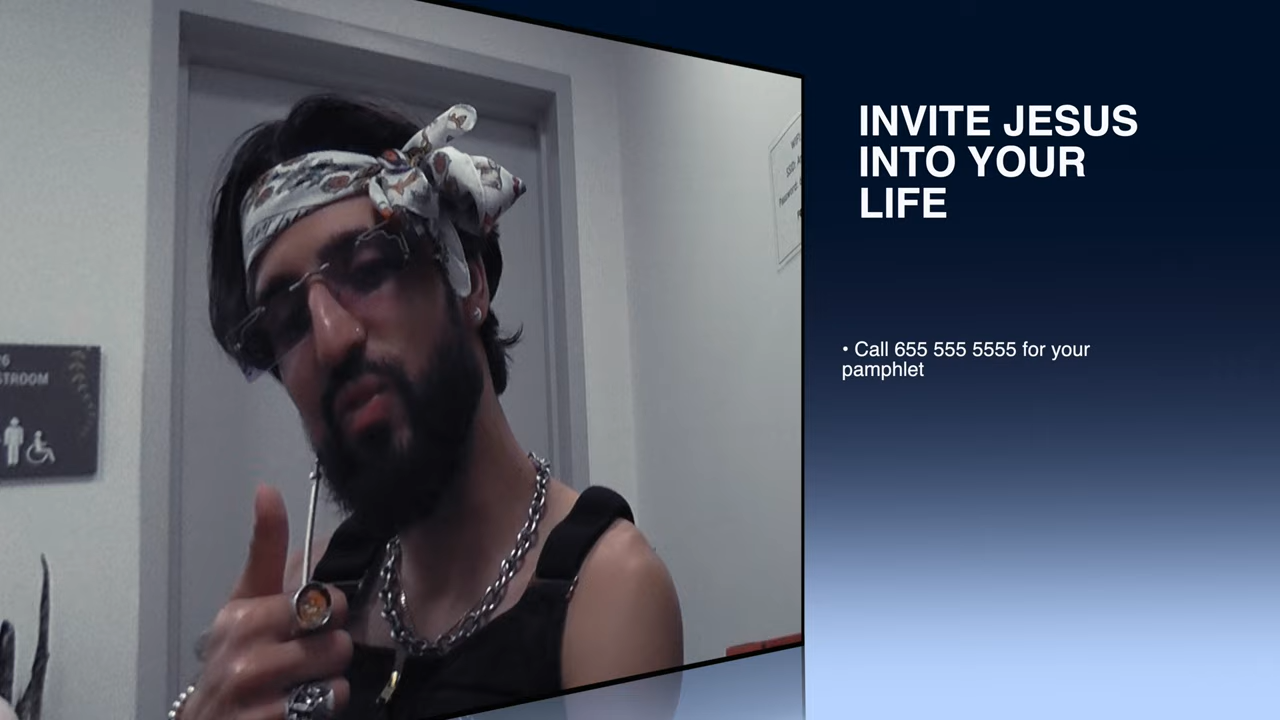 STROOM
INVITE JESUS
INTO YOUR
LIFE
• Call 655 555 5555 for your
pamphlet